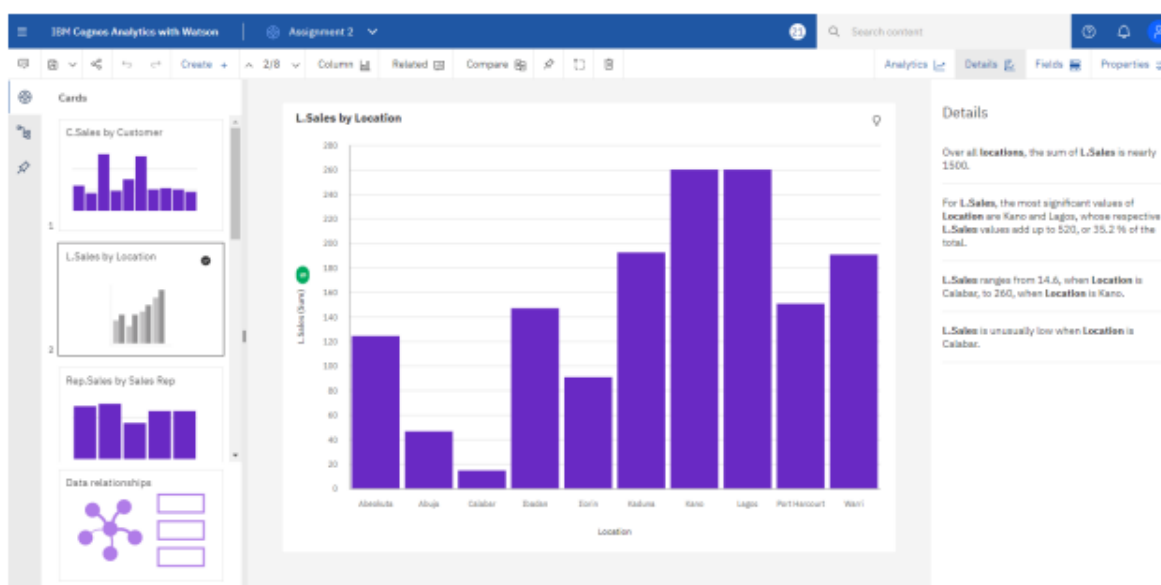 IBM Cognos Analytics with Watson
Assignment 2
21
Search content
Create +
2/8
Column
Related
Compare
Analytics
Details
Fields
Properties
Cards
C.Sales by Customer
1
L.Sales by Location
2
Rep.Sales by Sales Rep
Data relationships
L.Sales by Location
L.Sales (Sum)
280
260
240
220
200
180
160
140
120
100
80
60
40
20
0
Abeokuta Abuja Calabar Ibadan Ilorin Kaduna Kano Lagos Port Harcourt Warri
Location
Details
Over all locations, the sum of L.Sales is nearly
1500.
For L.Sales, the most significant values of
Location are Kano and Lagos, whose respective
L.Sales values add up to 520, or 35.2 % of the
total.
L.Sales ranges from 14.6, when Location is
Calabar, to 260, when Location is Kano.
L.Sales is unusually low when Location is
Calabar.